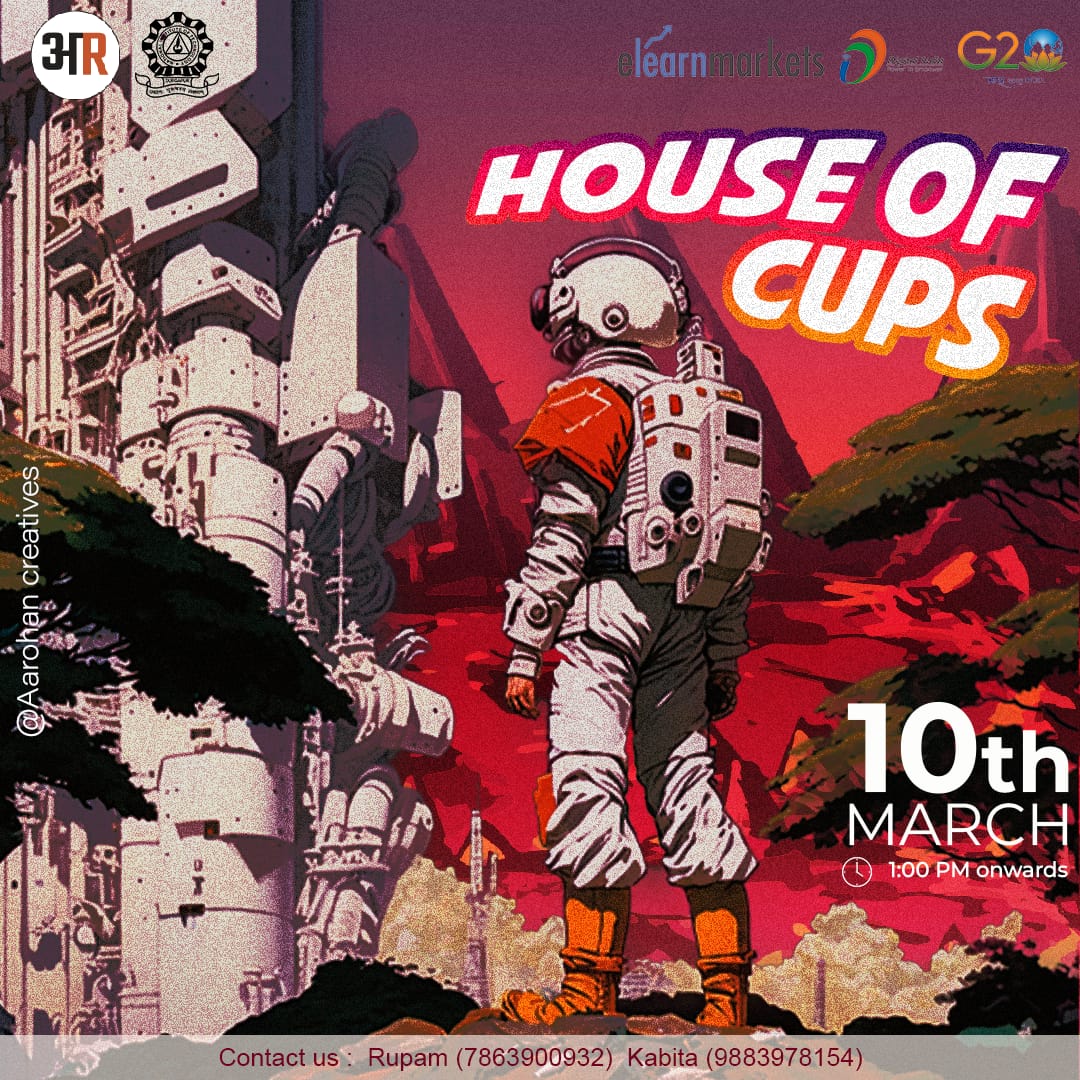 आR
elearnmarkets
G20
HOUSE OF
CUPS
@Aarohan creatives
10th
MARCH
1:00 PM onwards
Contact us : Rupam (7863900932) Kabita (9883978154)